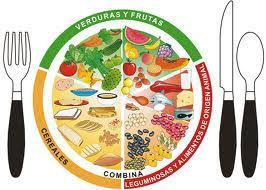 VERDURAS Y FRUTAS
CEREALES
COMBINA
LEGUMINOSAS Y ALIMENTOS DE ORIGEN ANIMAL